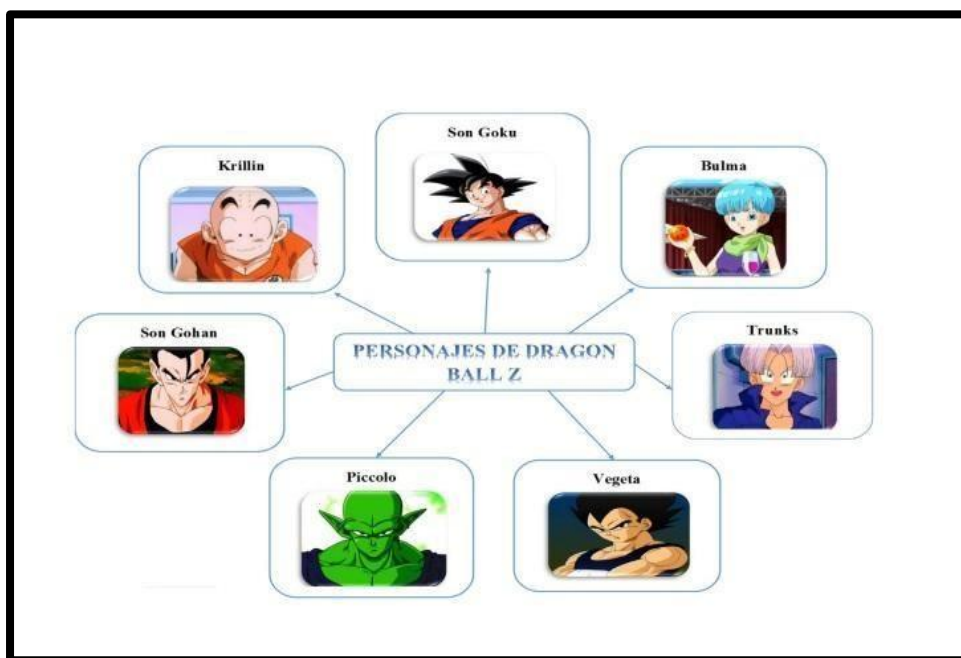 Son Goku
Krillin
Bulma
Son Gohan
PERSONAJES DE DRAGON
BALL Z
Trunks
Piccolo
Vegeta